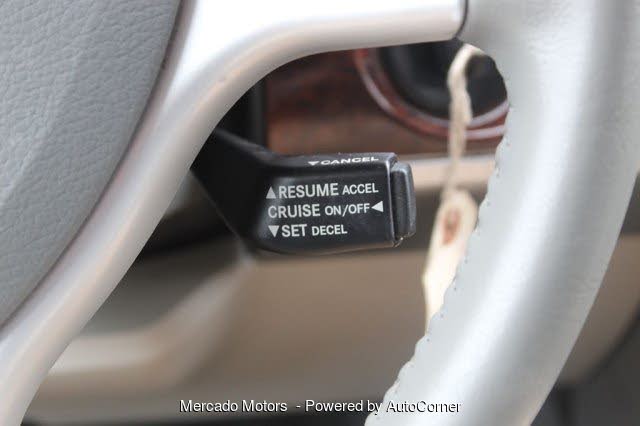 ▼CANCEL
▲RESUME ACCEL
CRUISE ON/OFF◀
▼SET DECEL
Mercado Motors - Powered by AutoCorner